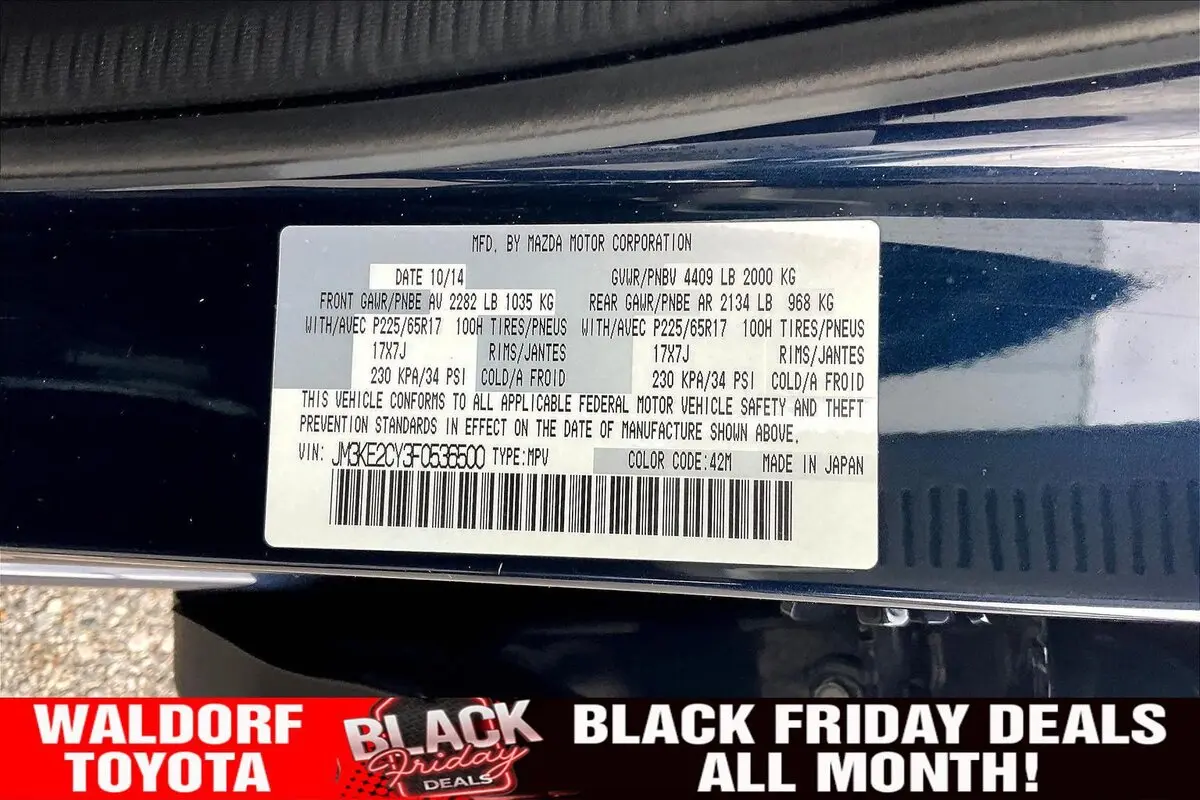 MFD. BY MAZDA MOTOR CORPORATION
DATE 10/14 GVWR/PNBV 4409 LB 2000 KG
FRONT GAWR/PNBE AV 2282 LB 1035 KG REAR GAWR/PNBE AR 2134 LB 968 KG
WITH/AVEC P225/65R17 100H TIRES/PNEUS WITH/AVEC P225/65R17 100H TIRES/PNEUS
17X7J RIMS/JANTES 17X7J RIMS/JANTES
230 KPA/34 PSI COLD/A FROID 230 KPA/34 PSI COLD/A FROID
THIS VEHICLE CONFORMS TO ALL APPLICABLE FEDERAL MOTOR VEHICLE SAFETY AND THEFT
PREVENTION STANDARDS IN EFFECT ON THE DATE OF MANUFACTURE SHOWN ABOVE.
VIN: JM3KE2CY3F0536500 TYPE:MPV COLOR CODE:42M MADE IN JAPAN
WALDORF
TOYOTA
BLACK
Friday
DEALS
BLACK FRIDAY DEALS
ALL MONTH!